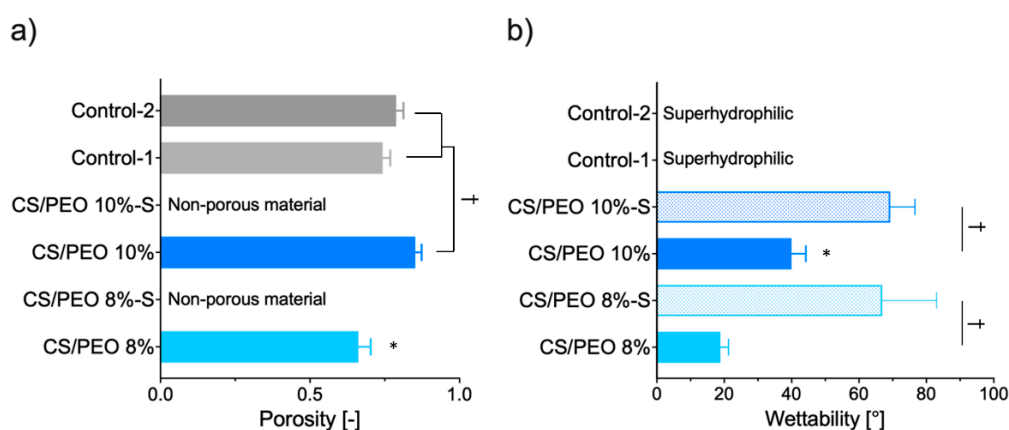 a)
Control-2
Control-1
CS/PEO 10%-S Non-porous material
CS/PEO 10%
CS/PEO 8%-S Non-porous material
CS/PEO 8% *
†
0.0 0.5 1.0
Porosity [-]
b)
Control-2 Superhydrophilic
Control-1 Superhydrophilic
CS/PEO 10%-S
CS/PEO 10% *
†
CS/PEO 8%-S
CS/PEO 8%
†
0 20 40 60 80 100
Wettability [°]